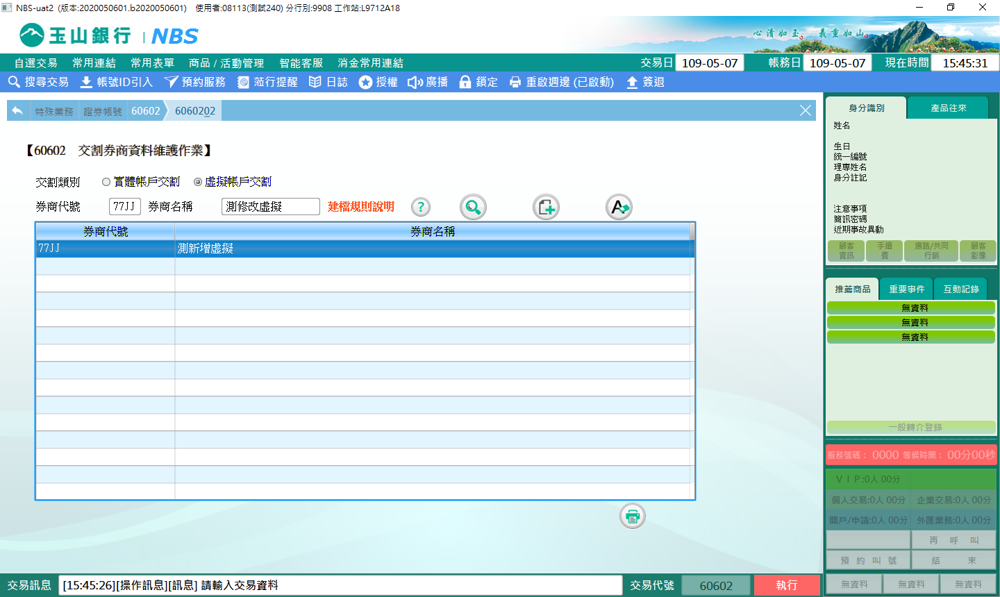 NBS-uat2 (版本:2020050601.b2020050601) 使用者:08113(測試240) 分行別:9908 工作站:L9712A18
玉山銀行 NBS
心清如玉。 義重如山。
自選交易 常用連結 常用表單 商品 / 活動管理 智能客服 消金常用連結 交易日 109-05-07 帳務日 109-05-07 現在時間 15:45:31
搜尋交易 帳號ID引入 預約服務 蒞行提醒 日誌 授權 廣播 鎖定 重啟週邊 (已啟動) 簽退
特殊業務 證券帳號 60602 6060202
【60602 交割券商資料維護作業】
交割類別 實體帳戶交割 虛擬帳戶交割
券商代號 77JJ 券商名稱 測修改虛擬 建檔規則說明 ?
券商代號 券商名稱
77JJ 測新增虛擬
身分識別 產品往來
姓名
生日
統一編號
理專姓名
身分註記
注意事項
簡訊密碼
近期事故異動
顧客資訊 手續費 通路/共同行銷 顧客影像
推薦商品 重要事件 互動記錄
無資料
無資料
無資料
一般轉介登錄
服務號碼： 0000 等候時間： 00分00秒
ＶＩＰ:0人 00分
個人交易:0人 00分 企業交易:0人 00分
開戶/申請:0人 00分 外匯業務:0人 00分
再 呼 叫
預 約 叫 號 結 束
無資料 無資料 無資料
交易訊息 [15:45:26][操作訊息][訊息] 請輸入交易資料 交易代號 60602 執行